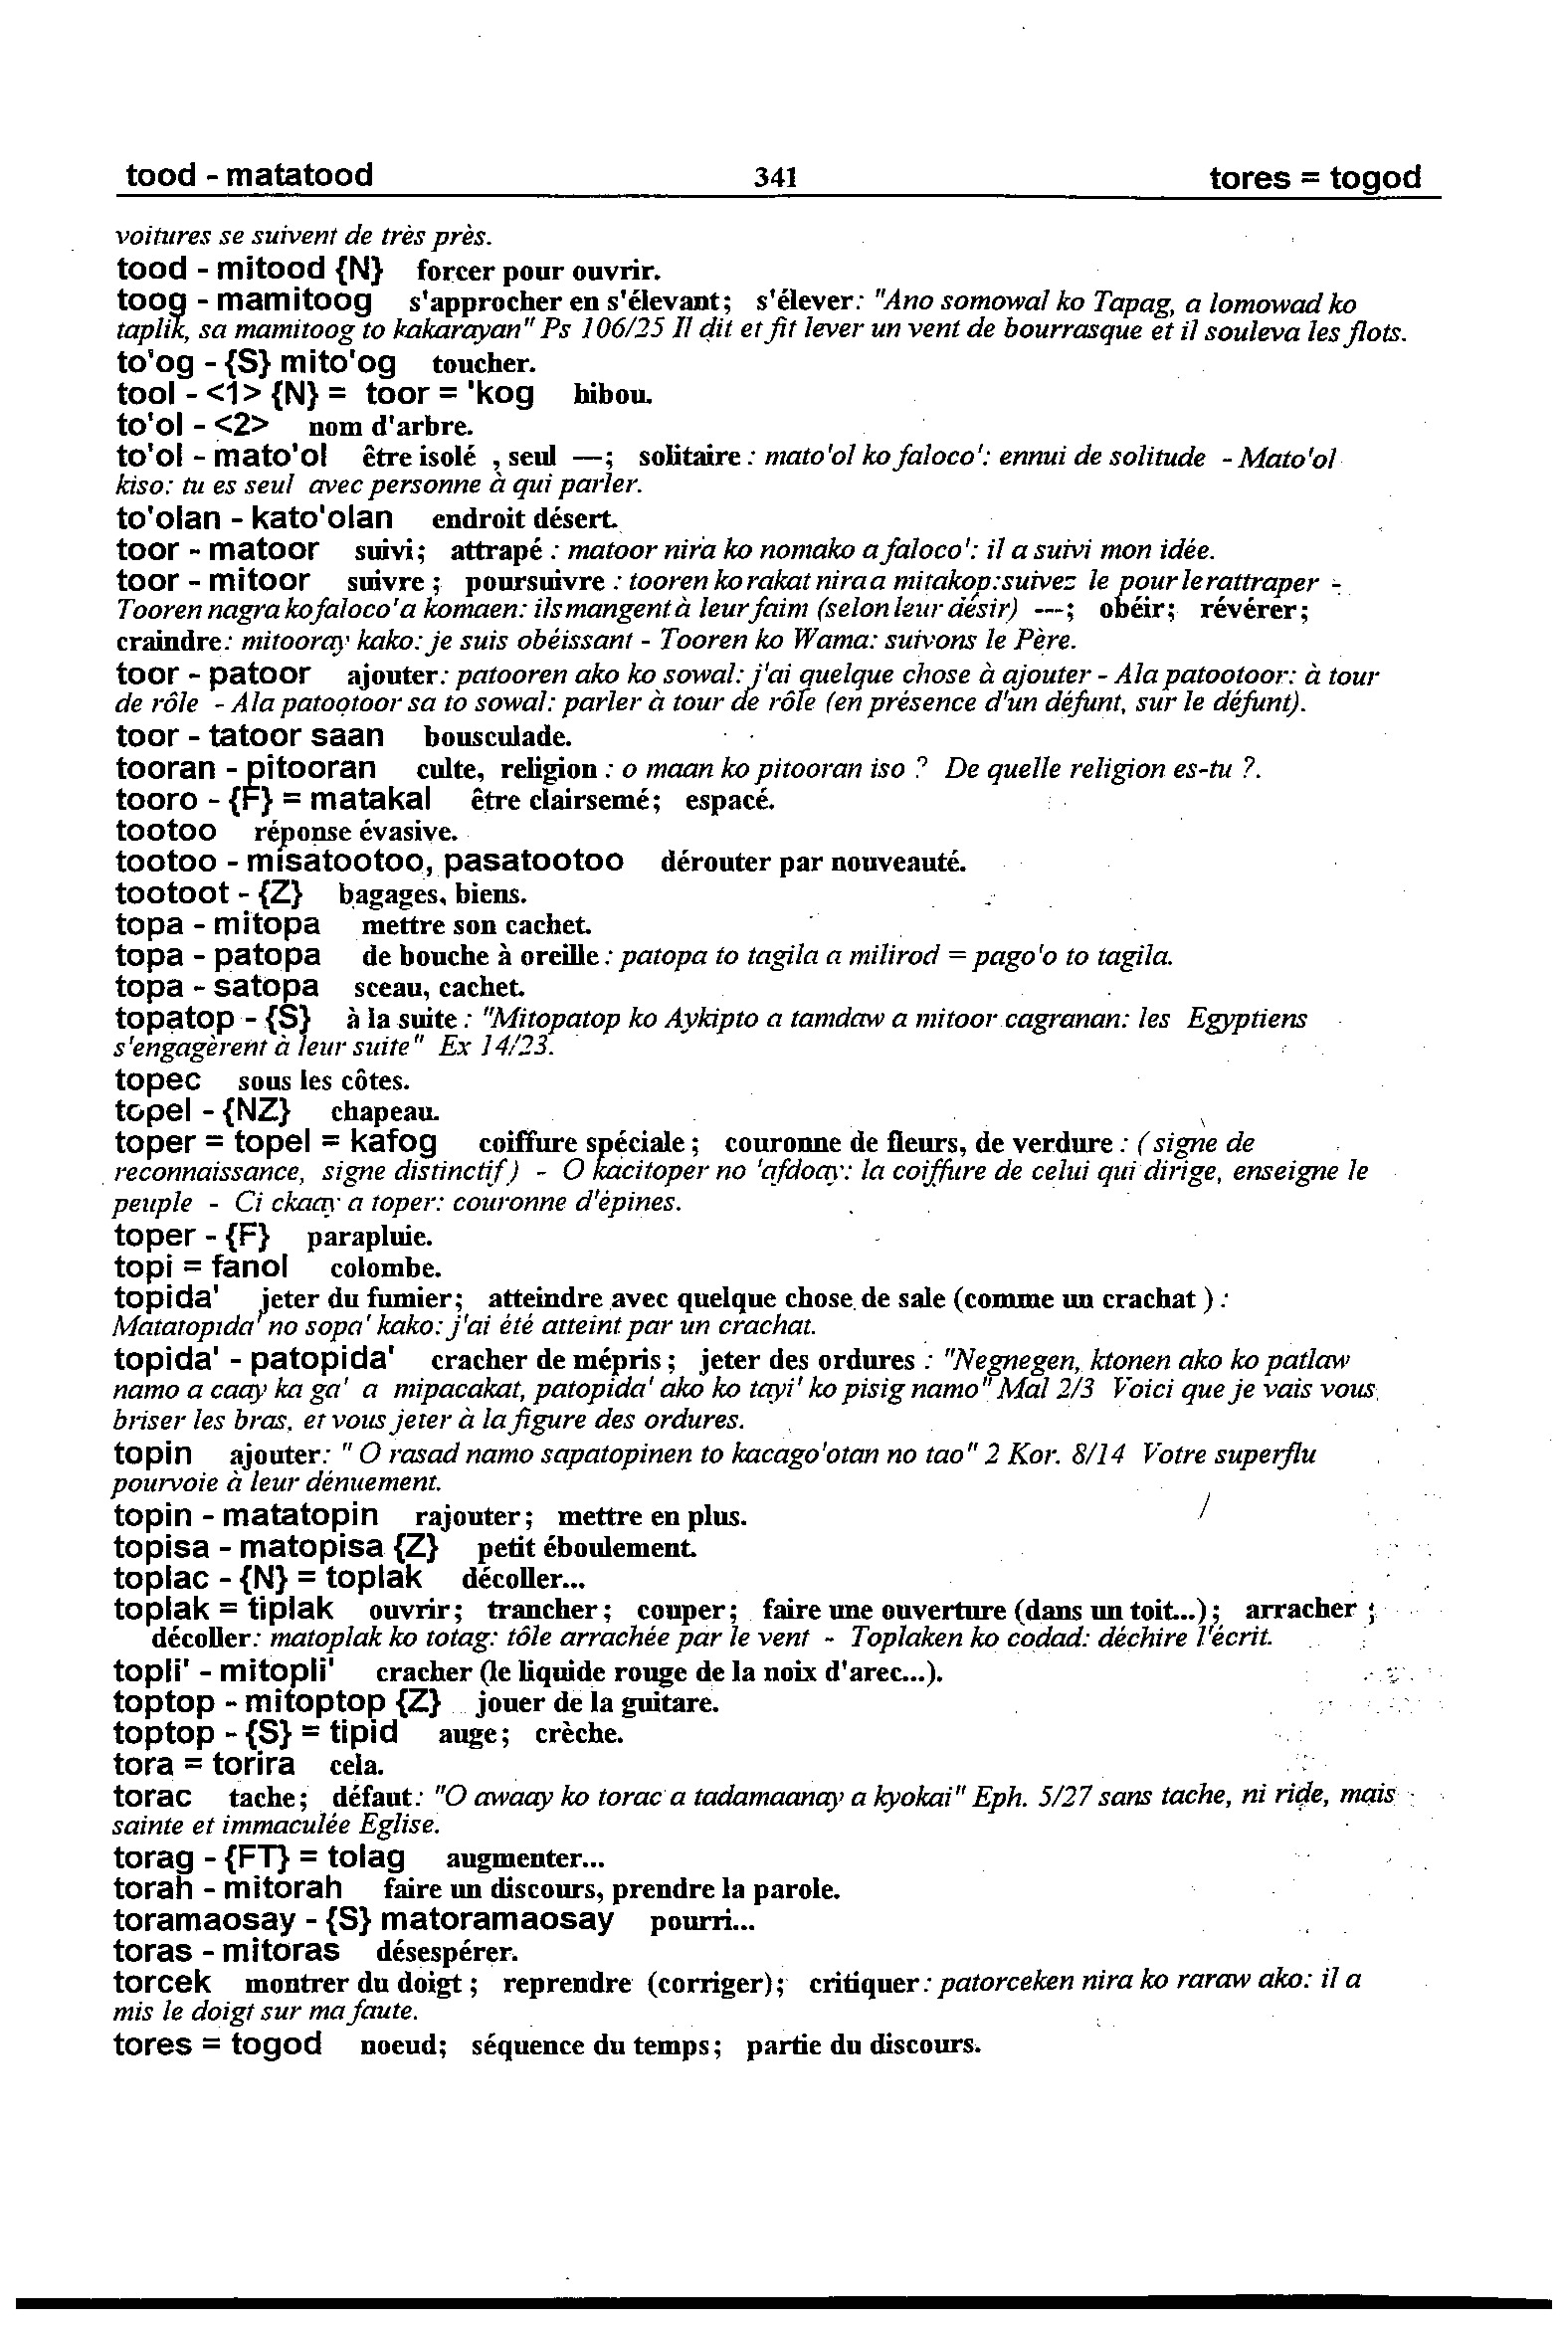 tood - matatood 341 tores = togod
voitures se suivent de très près.
tood - mitood {N} forcer pour ouvrir.
toog - mamitoog s'approcher en s'élevant; s'élever: "Ano somowal ko Tapag, a lomowad ko
taplik, sa mamitoog to kakarayan" Ps 106/25 Il dit et fit lever un vent de bourrasque et il souleva les flots.
to'og - {S} mito'og toucher.
tool - <1> {N} = toor = 'kog hibou.
to'ol - <2> nom d'arbre.
to'ol - mato'ol être isolé , seul —; solitaire : mato'ol ko faloco': ennui de solitude - Mato'ol
kiso: tu es seul avec personne à qui parler.
to'olan - kato'olan endroit désert.
toor - matoor suivi; attrapé : matoor nira ko nomako a faloco': il a suivi mon idée.
toor - mitoor suivre ; poursuivre : tooren ko rakat nira a mitakop:suivez le pour le rattraper -
Tooren nagra ko faloco' a komaen: ils mangent à leur faim (selon leur désir) —; obéir; révérer;
craindre: mitooray kako: je suis obéissant - Tooren ko Wama: suivons le Père.
toor - patoor ajouter: patooren ako ko sowal: j'ai quelque chose à ajouter - Ala patootoor: à tour
de rôle - Ala patootoor sa to sowal: parler à tour de rôle (en présence d'un défunt, sur le défunt).
toor - tatoor saan bousculade.
tooran - pitooran culte, religion : o maan ko pitooran iso ? De quelle religion es-tu ?.
tooro - {F} = matakal être clairsemé; espacé.
tootoo réponse évasive.
tootoo - misatootoo, pasatootoo dérouter par nouveauté.
tootoot - {Z} bagages, biens.
topa - mitopa mettre son cachet.
topa - patopa de bouche à oreille : patopa to tagila a milirod = pago'o to tagila.
topa - satopa sceau, cachet.
topatop - {S} à la suite : "Mitopatop ko Aykipto a tamdaw a mitoor cagranan: les Egyptiens
s'engagèrent à leur suite" Ex 14/23.
topec sous les côtes.
topel - {NZ} chapeau.
toper = topel = kafog coiffure spéciale ; couronne de fleurs, de verdure : (signe de
reconnaissance, signe distinctif) - O kacitoper no 'afdoay: la coiffure de celui qui dirige, enseigne le
peuple - Ci ckaay a toper: couronne d'épines.
toper - {F} parapluie.
topi = fanol colombe.
topida' jeter du fumier; atteindre avec quelque chose de sale (comme un crachat ) :
Matatopida' no sopa' kako: j'ai été atteint par un crachat.
topida' - patopida' cracher de mépris ; jeter des ordures : "Negnegen, ktonen ako ko patlaw
namo a caay ka ga' a mipacakat, patopida' ako ko tayi' ko pisig namo" Mal 2/3 Voici que je vais vous
briser les bras, et vous jeter à la figure des ordures.
topin ajouter: " O rasad namo sapatopinen to kacago'otan no tao" 2 Kor. 8/14 Votre superflu
pourvoie à leur dénuement.
topin - matatopin rajouter; mettre en plus.
topisa - matopisa {Z} petit éboulement.
toplac - {N} = toplak décoller...
toplak = tiplak ouvrir; trancher; couper; faire une ouverture (dans un toit...); arracher ;
décoller: matoplak ko totag: tôle arrachée par le vent - Toplaken ko codad: déchire l'écrit.
topli' - mitopli' cracher (le liquide rouge de la noix d'arec...).
toptop - mitoptop {Z} jouer de la guitare.
toptop - {S} = tipid auge; crèche.
tora = torira cela.
torac tache; défaut: "O awaay ko torac a tadamaanay a kyokai" Eph. 5/27 sans tache, ni ride, mais
sainte et immaculée Eglise.
torag - {FT} = tolag augmenter...
torah - mitorah faire un discours, prendre la parole.
toramaosay - {S} matoramaosay pourri...
toras - mitoras désespérer.
torcek montrer du doigt ; reprendre (corriger); critiquer : patorceken nira ko raraw ako: il a
mis le doigt sur ma faute.
tores = togod noeud; séquence du temps; partie du discours.